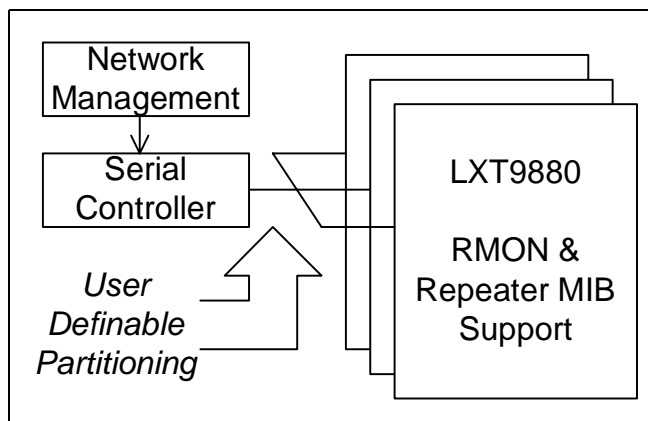 Network
Management
Serial
Controller
User
Definable
Partitioning
LXT9880
RMON &
Repeater MIB
Support